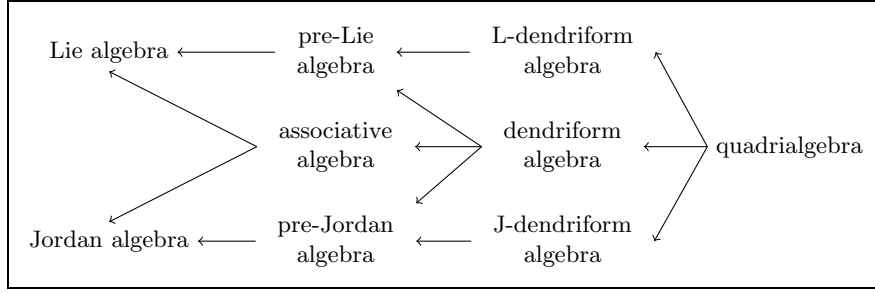 Lie algebra
pre-Lie
algebra
L-dendriform
algebra
associative
algebra
dendriform
algebra
quadrialgebra
Jordan algebra
pre-Jordan
algebra
J-dendriform
algebra